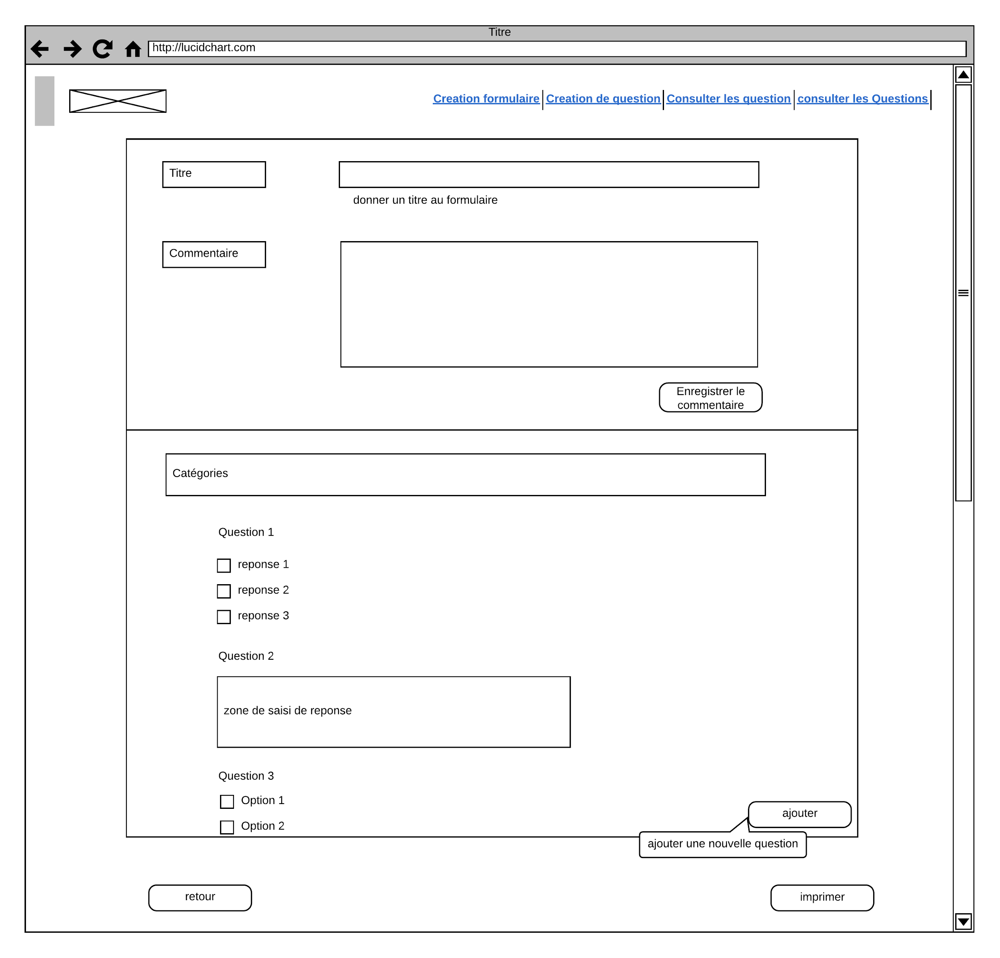 Titre
http://lucidchart.com
Creation formulaire
Creation de question
Consulter les question
consulter les Questions
Titre
donner un titre au formulaire
Commentaire
Enregistrer le
commentaire
Catégories
Question 1
reponse 1
reponse 2
reponse 3
Question 2
zone de saisi de reponse
Question 3
Option 1
ajouter
Option 2
ajouter une nouvelle question
retour
imprimer